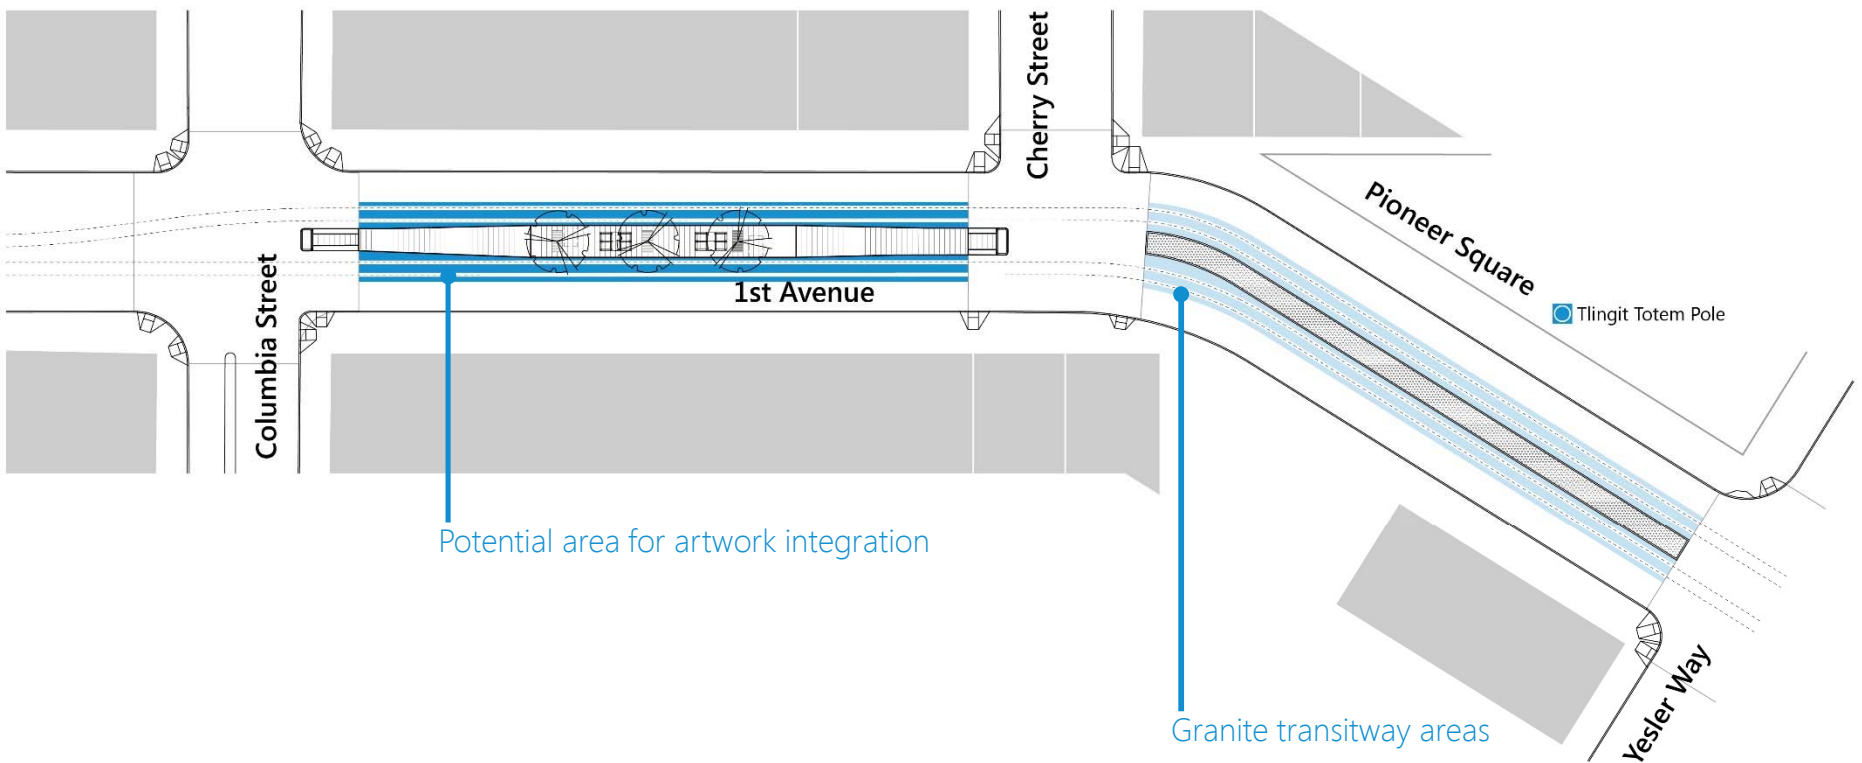 Cherry Street
Pioneer Square
Tlingit Totem Pole
1st Avenue
Columbia Street
Potential area for artwork integration
Granite transitway areas
Yesler Way